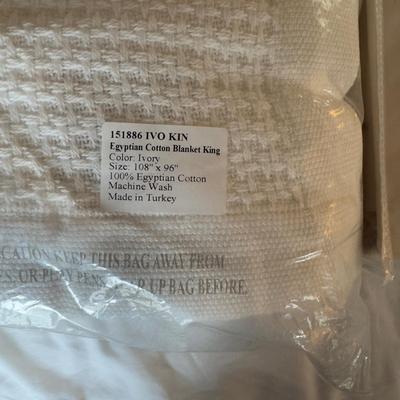 151886 IVO KIN
Egyptian Cotton Blanket King
Color: Ivory
Size: 108" x 96"
100% Egyptian Cotton
Machine Wash
Made in Turkey
KEEP THIS BAG AWAY FROM
OR PLAY PENS. UP BAG BEFORE